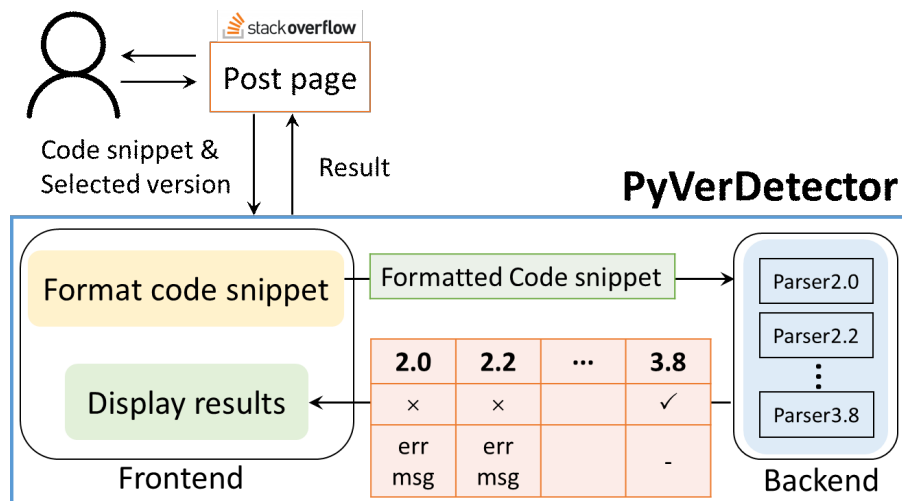 stackoverflow
Post page
Code snippet &
Selected version
Result
PyVerDetector
Format code snippet
Formatted Code snippet
Parser2.0
Parser2.2
⋮
Parser3.8
2.0 2.2 ··· 3.8
× × ✓
err msg err msg -
Display results
Frontend
Backend